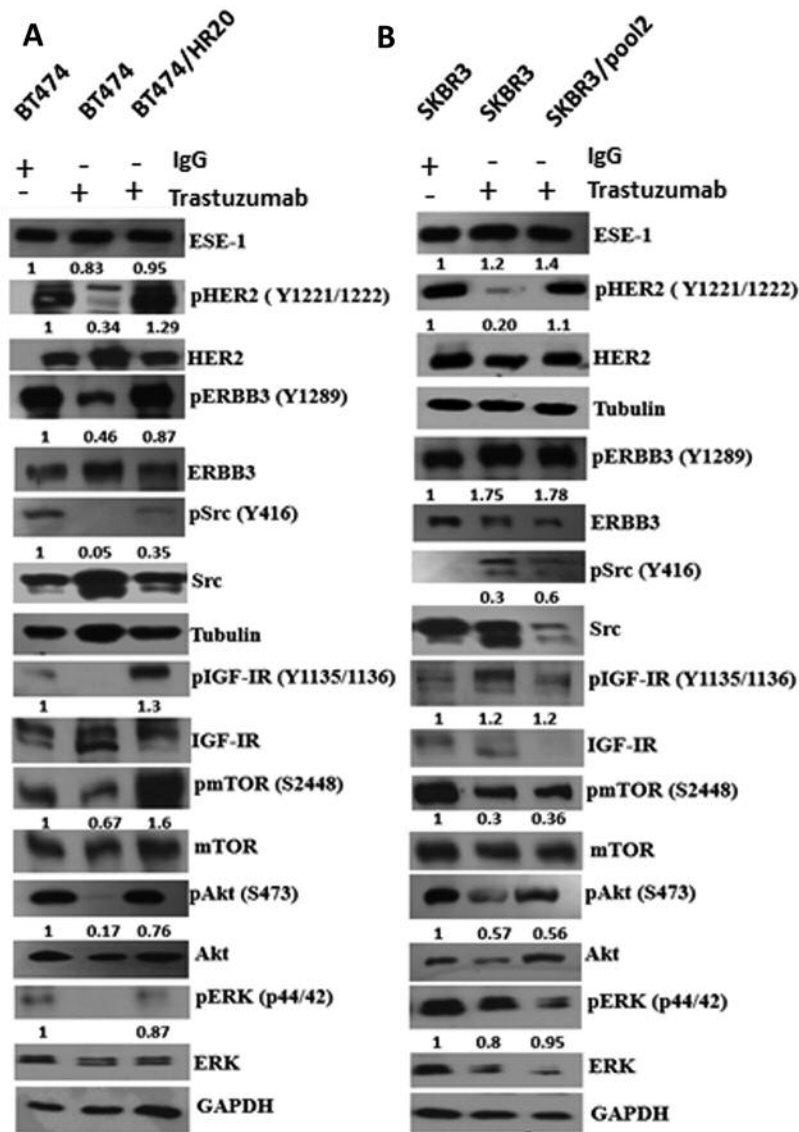 A
BT474
BT474
BT474/HR20
+ - - IgG
- + + Trastuzumab
ESE-1
1 0.83 0.95
pHER2 ( Y1221/1222)
1 0.34 1.29
HER2
pERBB3 (Y1289)
1 0.46 0.87
ERBB3
pSrc (Y416)
1 0.05 0.35
Src
Tubulin
pIGF-IR (Y1135/1136)
1 1.3
IGF-IR
pmTOR (S2448)
1 0.67 1.6
mTOR
pAkt (S473)
1 0.17 0.76
Akt
pERK (p44/42)
1 0.87
ERK
GAPDH
B
SKBR3
SKBR3
SKBR3/pool2
+ - - IgG
- + + Trastuzumab
ESE-1
1 1.2 1.4
pHER2 ( Y1221/1222)
1 0.20 1.1
HER2
Tubulin
pERBB3 (Y1289)
1 1.75 1.78
ERBB3
pSrc (Y416)
0.3 0.6
Src
pIGF-IR (Y1135/1136)
1 1.2 1.2
IGF-IR
pmTOR (S2448)
1 0.3 0.36
mTOR
pAkt (S473)
1 0.57 0.56
Akt
pERK (p44/42)
1 0.8 0.95
ERK
GAPDH